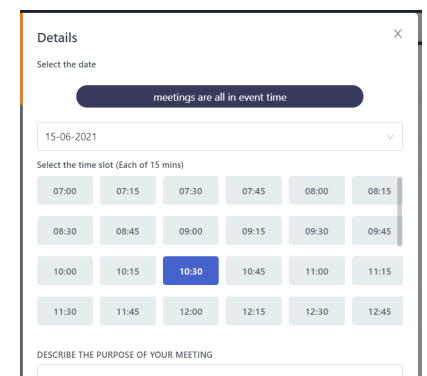 Details
X
Select the date
meetings are all in event time
15-06-2021
Select the time slot (Each of 15 mins)
07:00 07:15 07:30 07:45 08:00 08:15
08:30 08:45 09:00 09:15 09:30 09:45
10:00 10:15 10:30 10:45 11:00 11:15
11:30 11:45 12:00 12:15 12:30 12:45
DESCRIBE THE PURPOSE OF YOUR MEETING